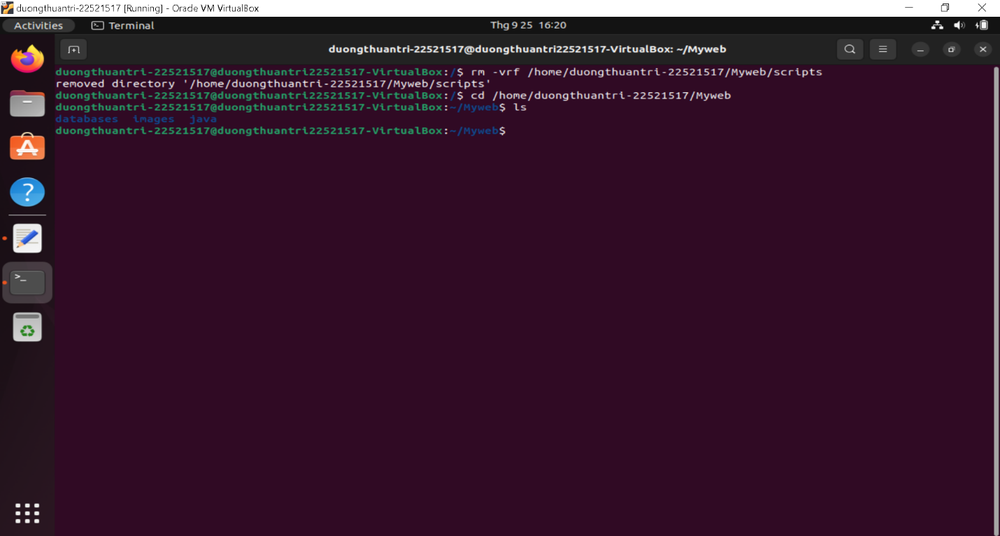 duongthuantri-22521517 [Running] - Oracle VM VirtualBox
Activities Terminal Thg 9 25 16:20
duongthuantri-22521517@duongthuantri22521517-VirtualBox: ~/Myweb
duongthuantri-22521517@duongthuantri22521517-VirtualBox:/$ rm -vrf /home/duongthuantri-22521517/Myweb/scripts
removed directory '/home/duongthuantri-22521517/Myweb/scripts'
duongthuantri-22521517@duongthuantri22521517-VirtualBox:/$ cd /home/duongthuantri-22521517/Myweb
duongthuantri-22521517@duongthuantri22521517-VirtualBox:~/Myweb$ ls
databases images java
duongthuantri-22521517@duongthuantri22521517-VirtualBox:~/Myweb$